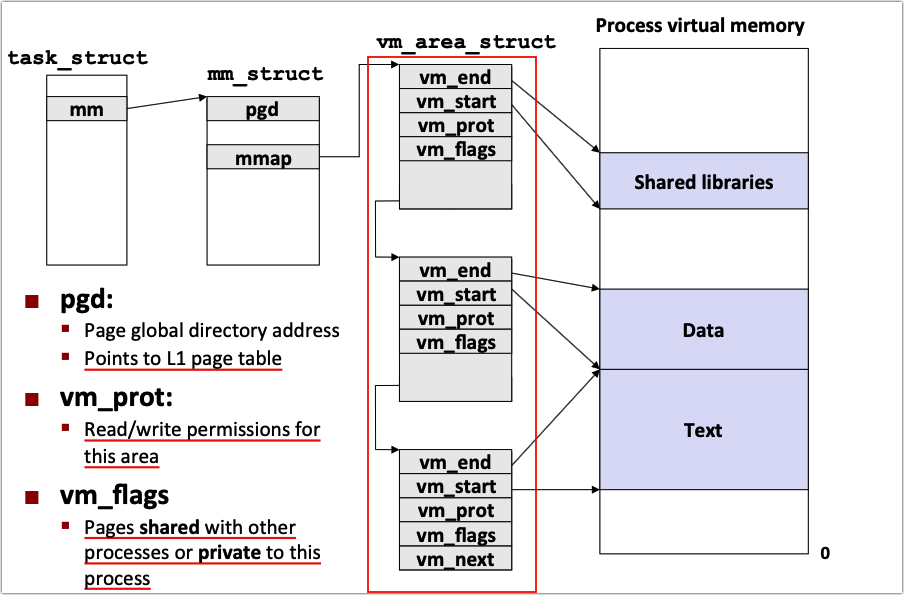 Process virtual memory
task_struct
mm_struct
vm_area_struct
mm
pgd
mmap
vm_end
vm_start
vm_prot
vm_flags
vm_end
vm_start
vm_prot
vm_flags
vm_end
vm_start
vm_prot
vm_flags
vm_next
Shared libraries
Data
Text
0
pgd:
Page global directory address
Points to L1 page table
vm_prot:
Read/write permissions for
this area
vm_flags
Pages shared with other
processes or private to this
process